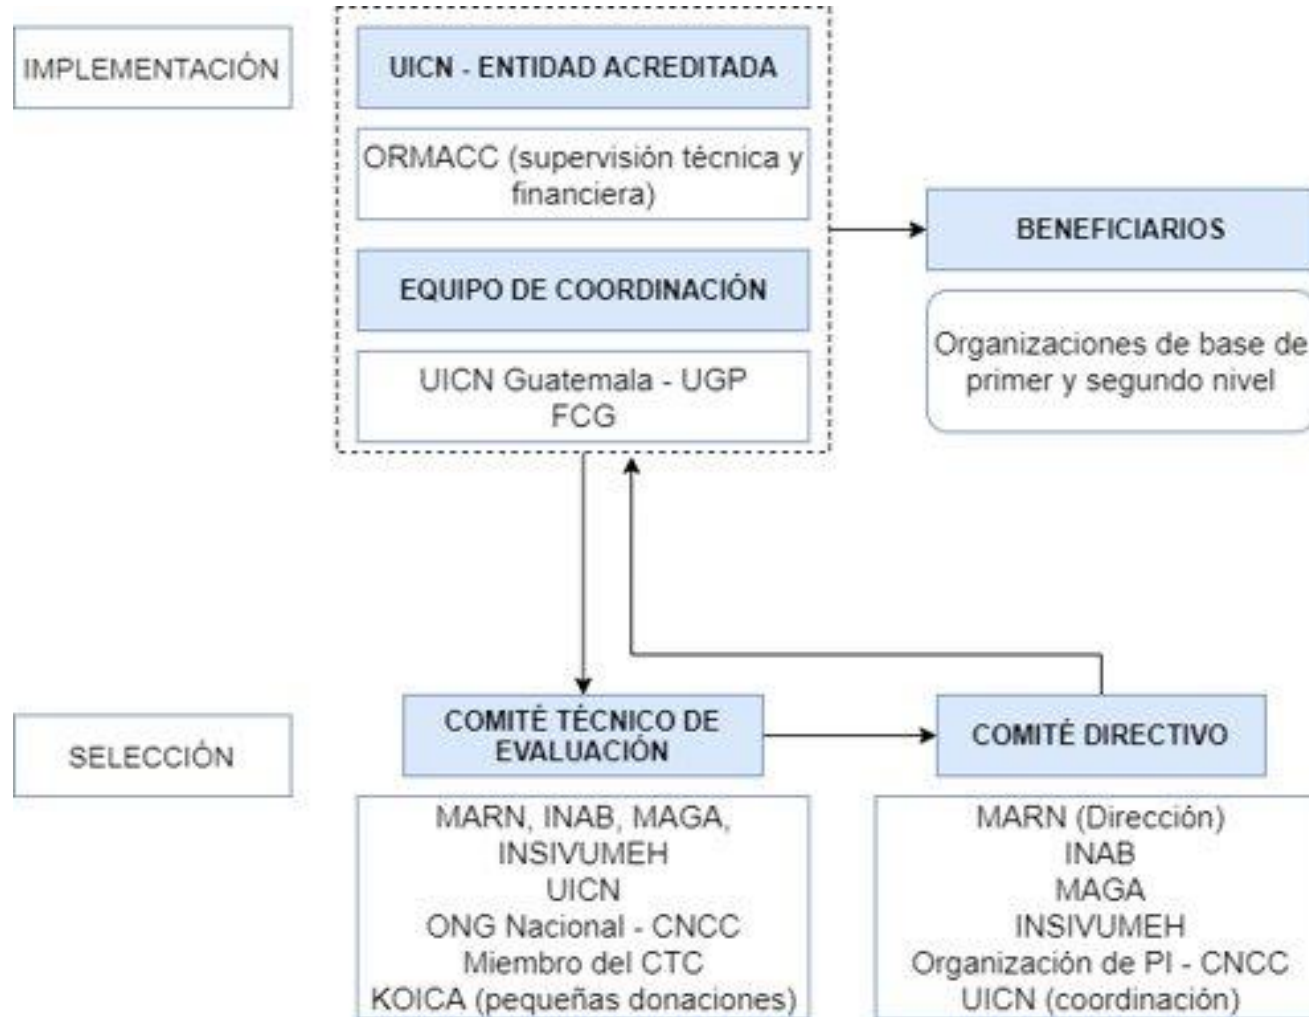 IMPLEMENTACIÓN
UICN - ENTIDAD ACREDITADA
ORMACC (supervisión técnica y
financiera)
EQUIPO DE COORDINACIÓN
UICN Guatemala - UGP
FCG
BENEFICIARIOS
Organizaciones de base de
primer y segundo nivel
SELECCIÓN
COMITÉ TÉCNICO DE
EVALUACIÓN
MARN, INAB, MAGA,
INSIVUMEH
UICN
ONG Nacional - CNCC
Miembro del CTC
KOICA (pequeñas donaciones)
COMITÉ DIRECTIVO
MARN (Dirección)
INAB
MAGA
INSIVUMEH
Organización de PI - CNCC
UICN (coordinación)